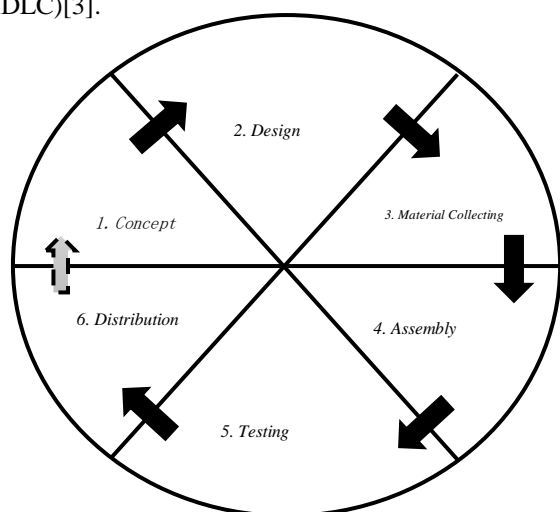 DLC)[3].
2. Design
1. Concept
3. Material Collecting
6. Distribution
4. Assembly
5. Testing